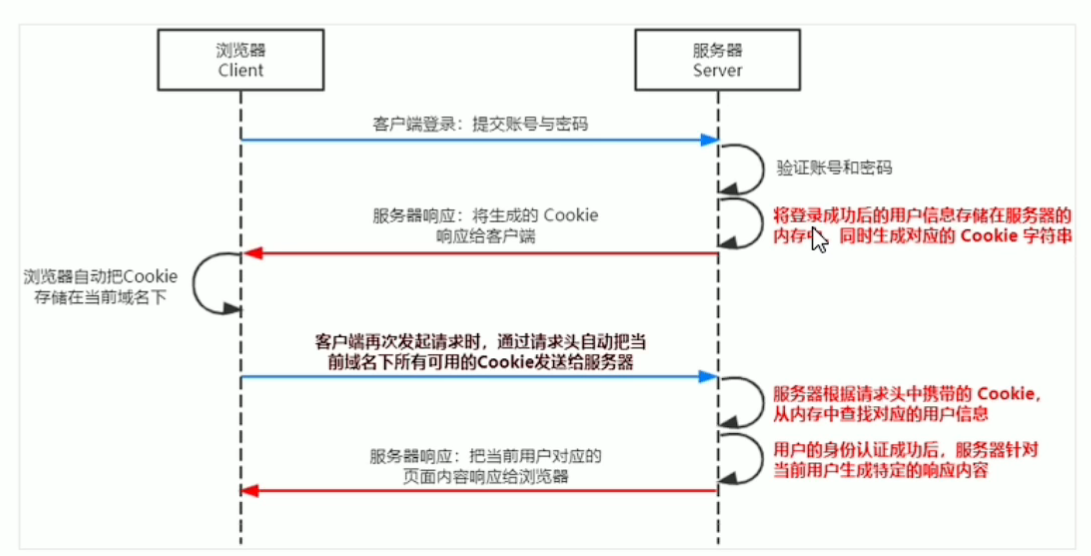 浏览器
Client
服务器
Server
客户端登录：提交账号与密码
验证账号和密码
将登录成功后的用户信息存储在服务器的
内存中，同时生成对应的 Cookie 字符串
服务器响应：将生成的 Cookie
响应给客户端
浏览器自动把Cookie
存储在当前域名下
客户端再次发起请求时，通过请求头自动把当
前域名下所有可用的Cookie发送给服务器
服务器根据请求头中携带的 Cookie，
从内存中查找对应的用户信息
用户的身份认证成功后，服务器针对
当前用户生成特定的响应内容
服务器响应：把当前用户对应的
页面内容响应给浏览器